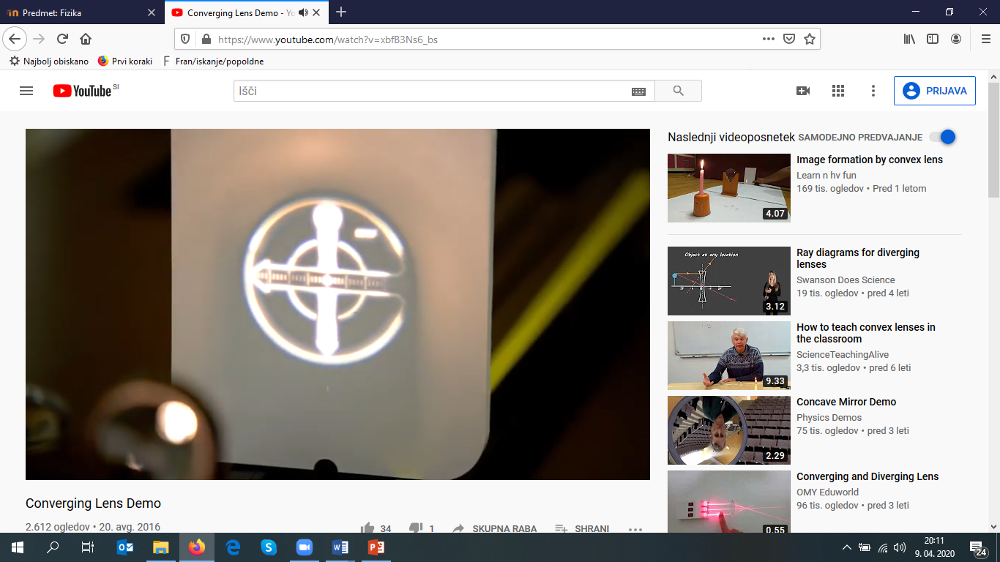 Predmet: Fizika
Converging Lens Demo - Yo
https://www.youtube.com/watch?v=xbfB3Ns6_bs
Najbolj obiskano
Prvi koraki
Fran/iskanje/popoldne
YouTube SI
Išči
PRIJAVA
Naslednji videoposnetek
SAMODEJNO PREDVAJANJE
Image formation by convex lens
Learn n hv fun
169 tis. ogledov • Pred 1 letom
4.07
Object at any location
Ray diagrams for diverging
lenses
Swanson Does Science
19 tis. ogledov • pred 4 leti
3.12
How to teach convex lenses in
the classroom
ScienceTeachingAlive
3,3 tis. ogledov • pred 6 leti
9.33
Concave Mirror Demo
Physics Demos
75 tis. ogledov • pred 3 leti
2.29
Converging and Diverging Lens
OMY Eduworld
96 tis. ogledov • pred 3 leti
0.55
Converging Lens Demo
2.612 ogledov • 20. avg. 2016
34
1
SKUPNA RABA
SHRANI
20:11
9. 04. 2020
24